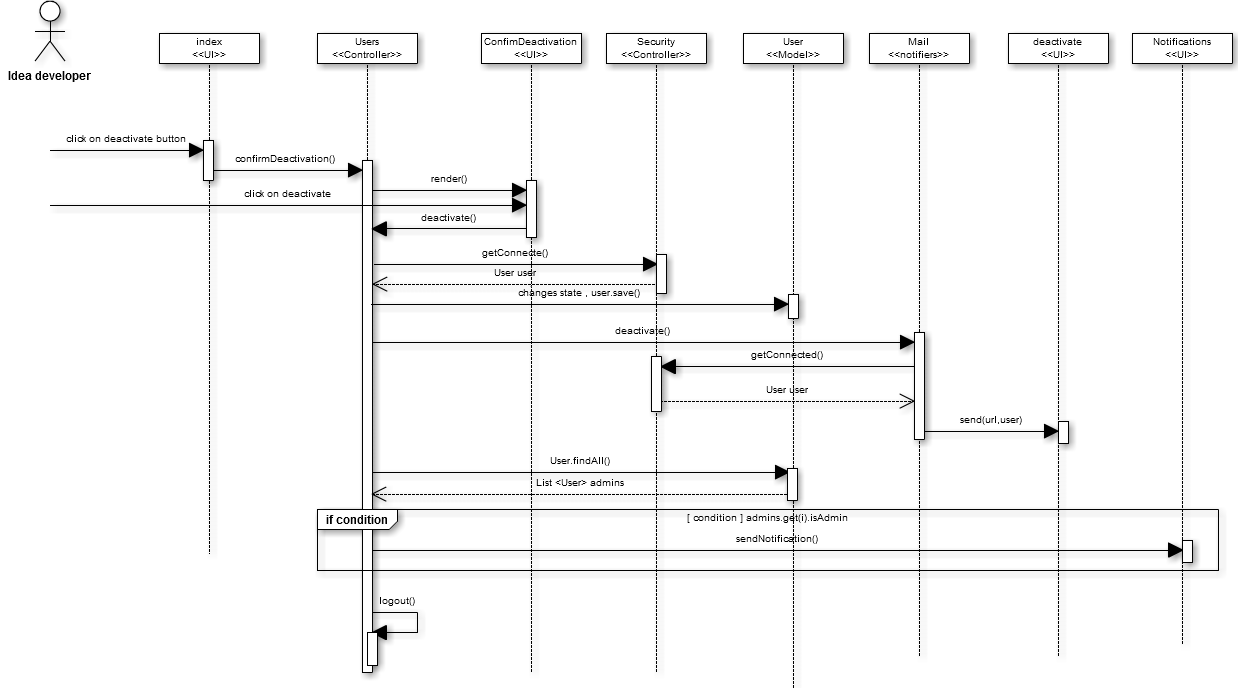 Idea developer
index
<<UI>>
Users
<<Controller>>
ConfimDeactivation
<<UI>>
Security
<<Controller>>
User
<<Model>>
Mail
<<notifiers>>
deactivate
<<UI>>
Notifications
<<UI>>
click on deactivate button
confirmDeactivation()
render()
click on deactivate
deactivate()
getConnecte()
User user
changes state , user.save()
deactivate()
getConnected()
User user
send(url,user)
User.findAll()
List <User> admins
if condition
[ condition ] admins.get(i).isAdmin
sendNotification()
logout()